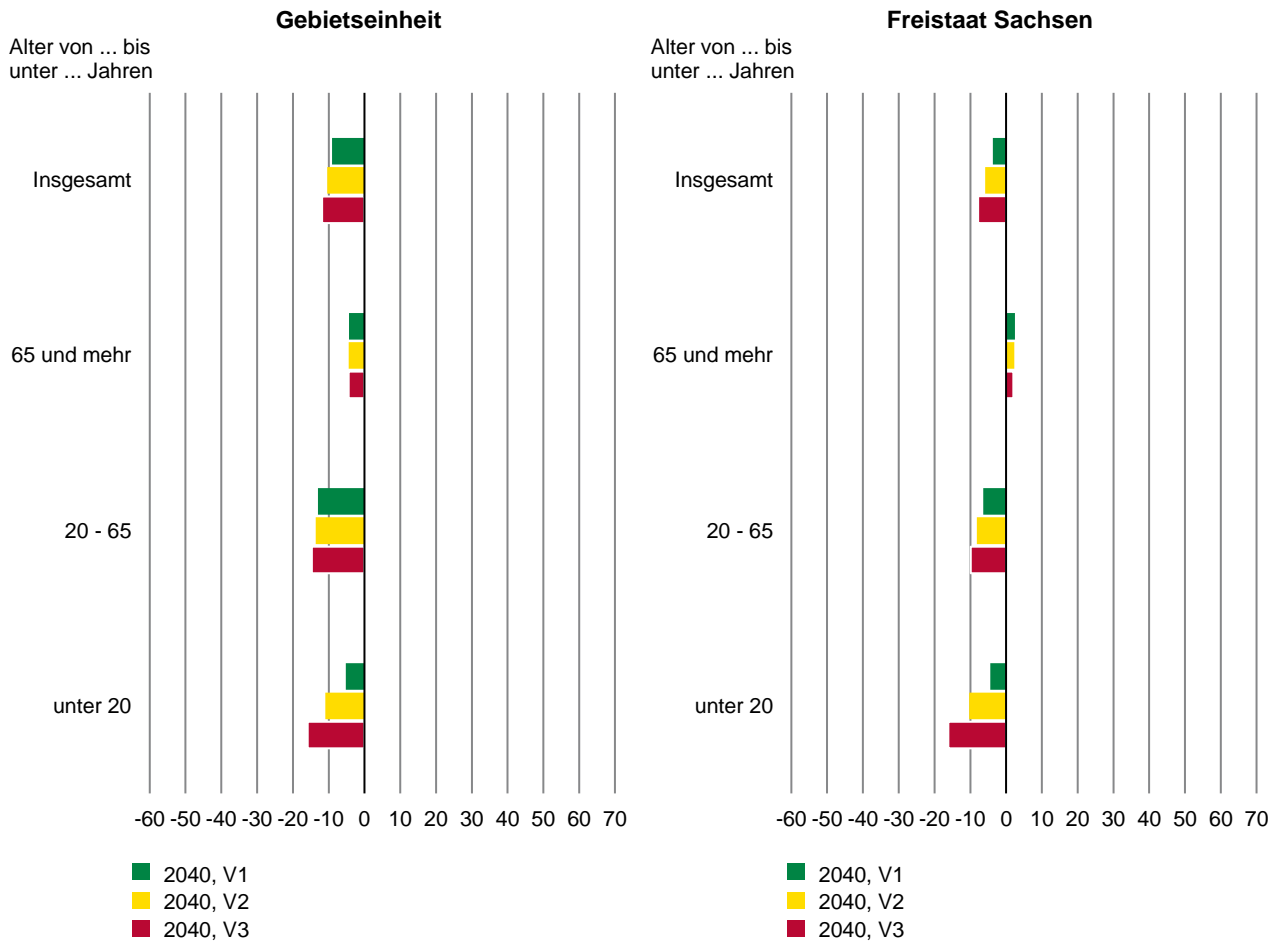 Gebietseinheit
Alter von ... bis
unter ... Jahren
Insgesamt
65 und mehr
20 - 65
unter 20
-60 -50 -40 -30 -20 -10 0 10 20 30 40 50 60 70
2040, V1
2040, V2
2040, V3
Freistaat Sachsen
Alter von ... bis
unter ... Jahren
Insgesamt
65 und mehr
20 - 65
unter 20
-60 -50 -40 -30 -20 -10 0 10 20 30 40 50 60 70
2040, V1
2040, V2
2040, V3